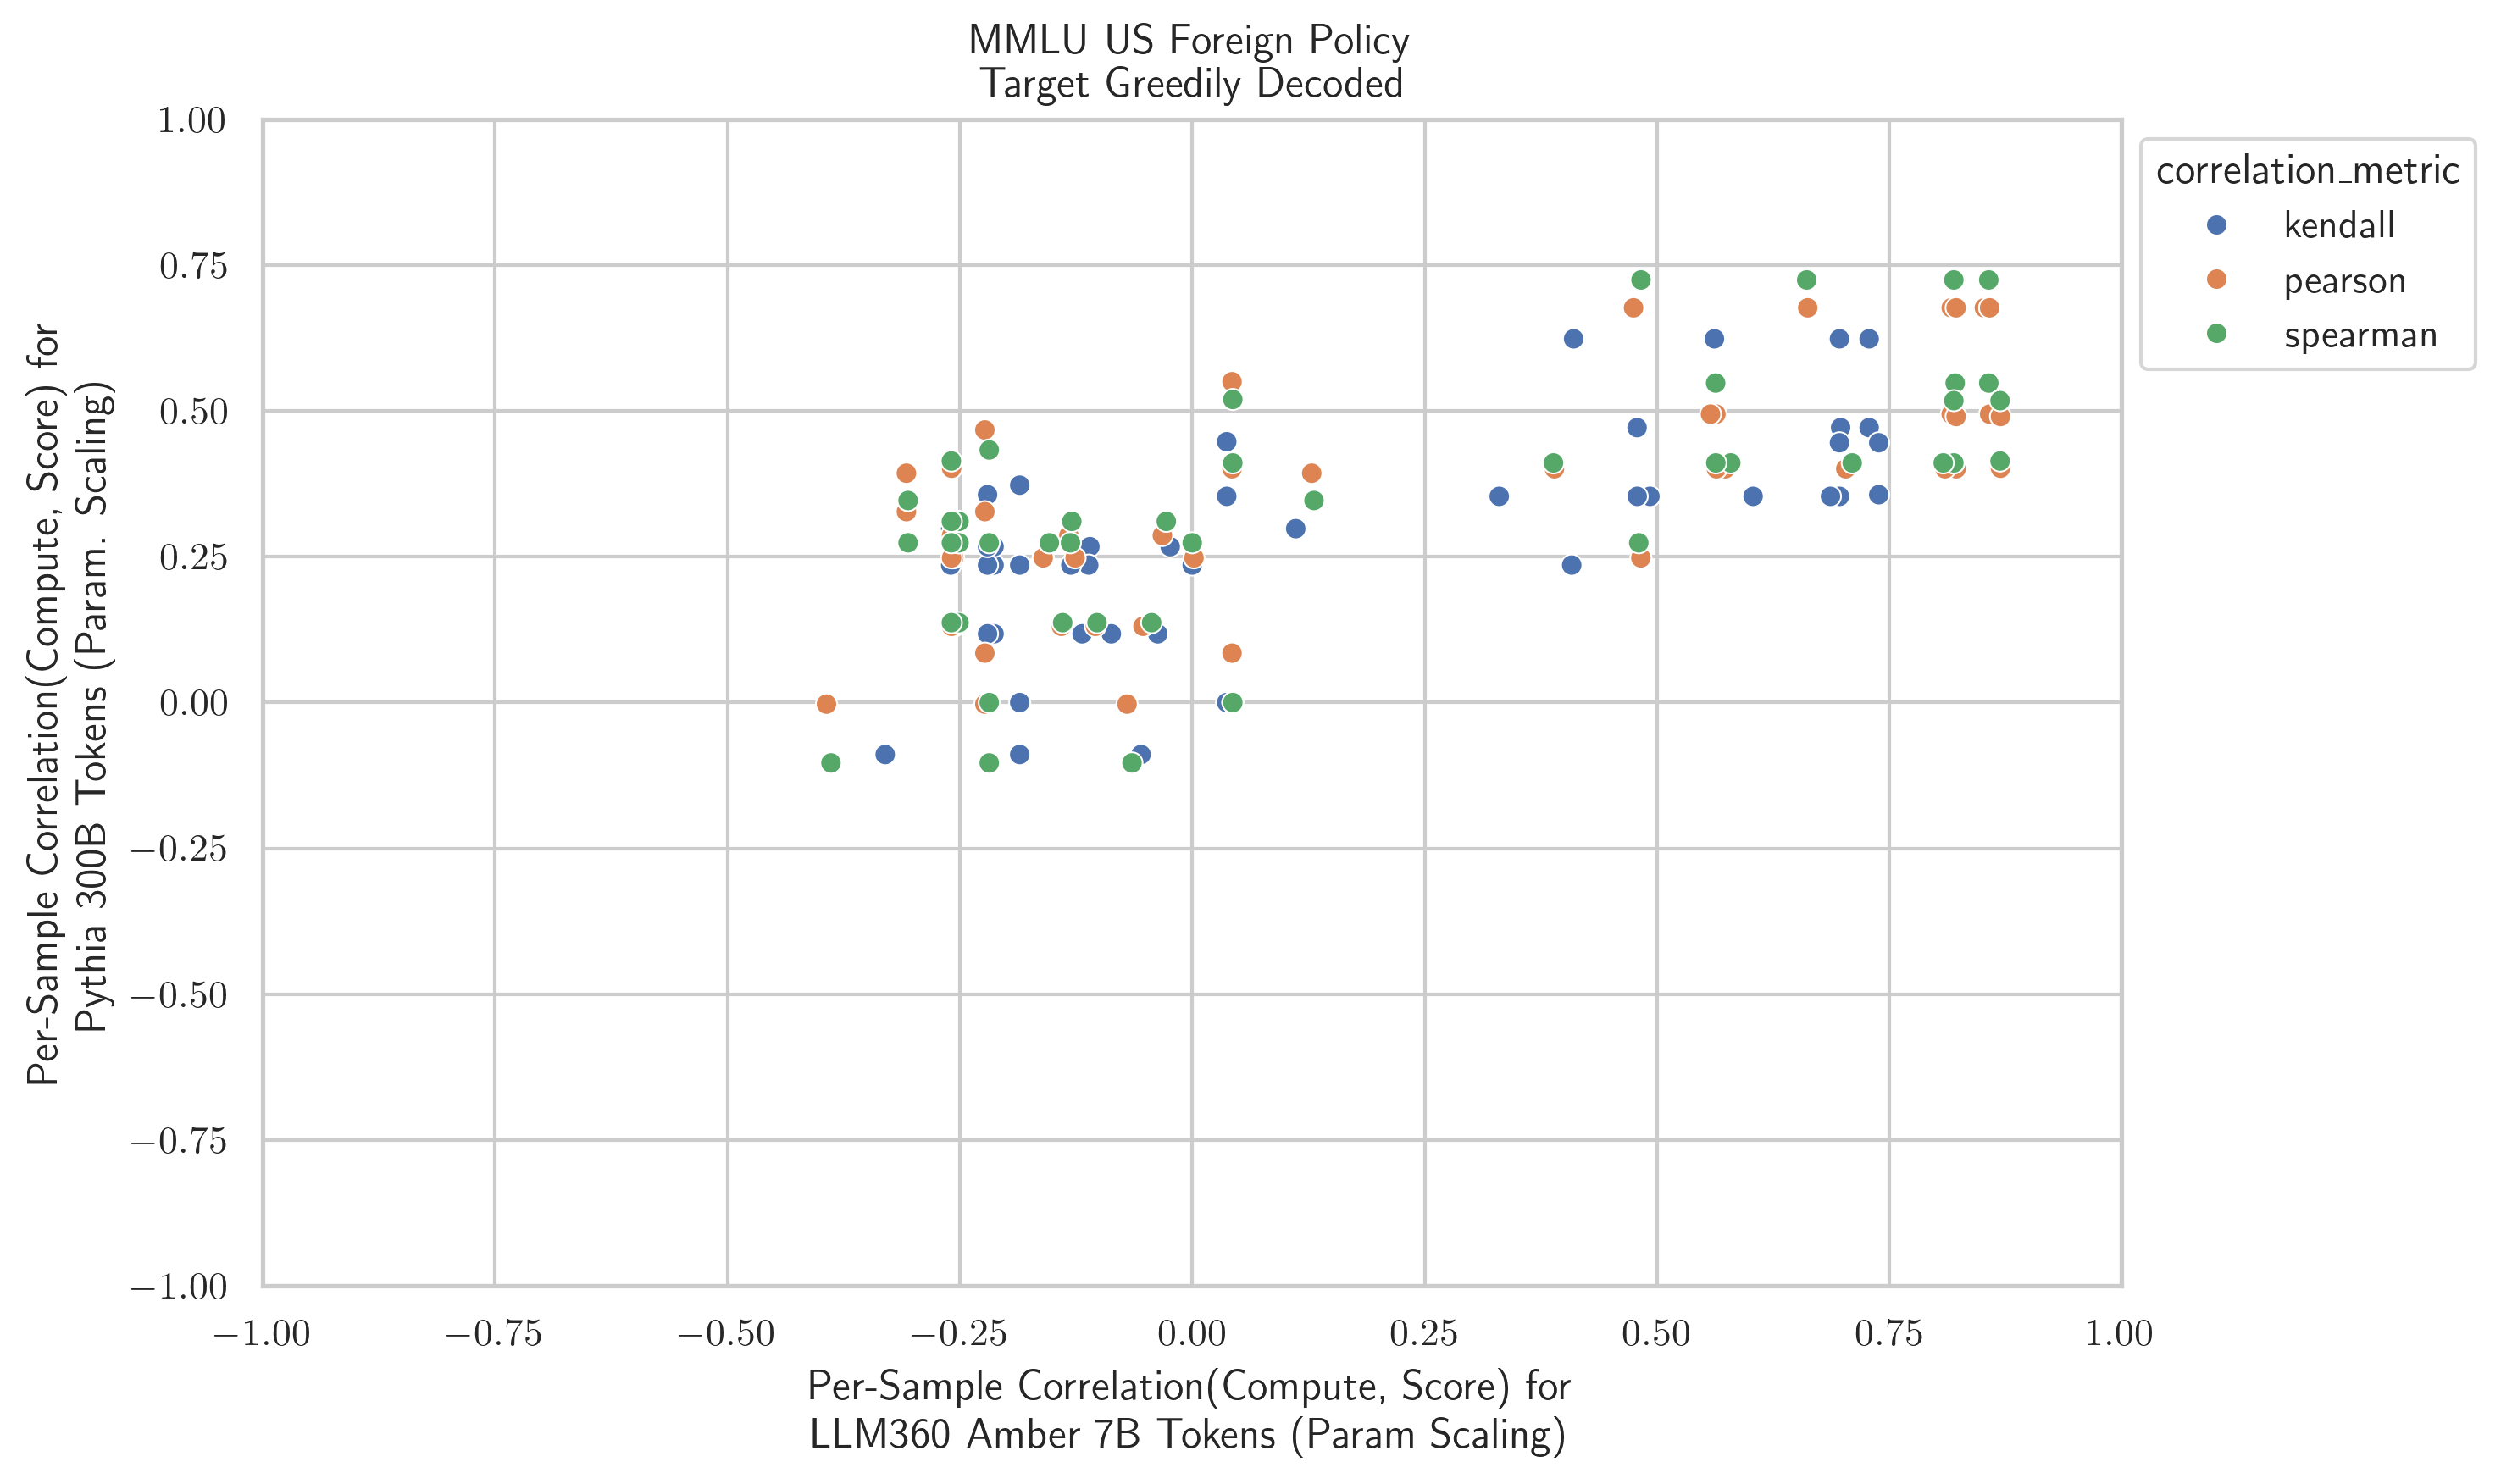 MMLU US Foreign Policy
Target Greedily Decoded
Per-Sample Correlation(Compute, Score) for
Pythia 300B Tokens (Param. Scaling)
1.00
0.75
0.50
0.25
0.00
−0.25
−0.50
−0.75
−1.00
−1.00 −0.75 −0.50 −0.25 0.00 0.25 0.50 0.75 1.00
Per-Sample Correlation(Compute, Score) for
LLM360 Amber 7B Tokens (Param Scaling)
correlation_metric
kendall
pearson
spearman